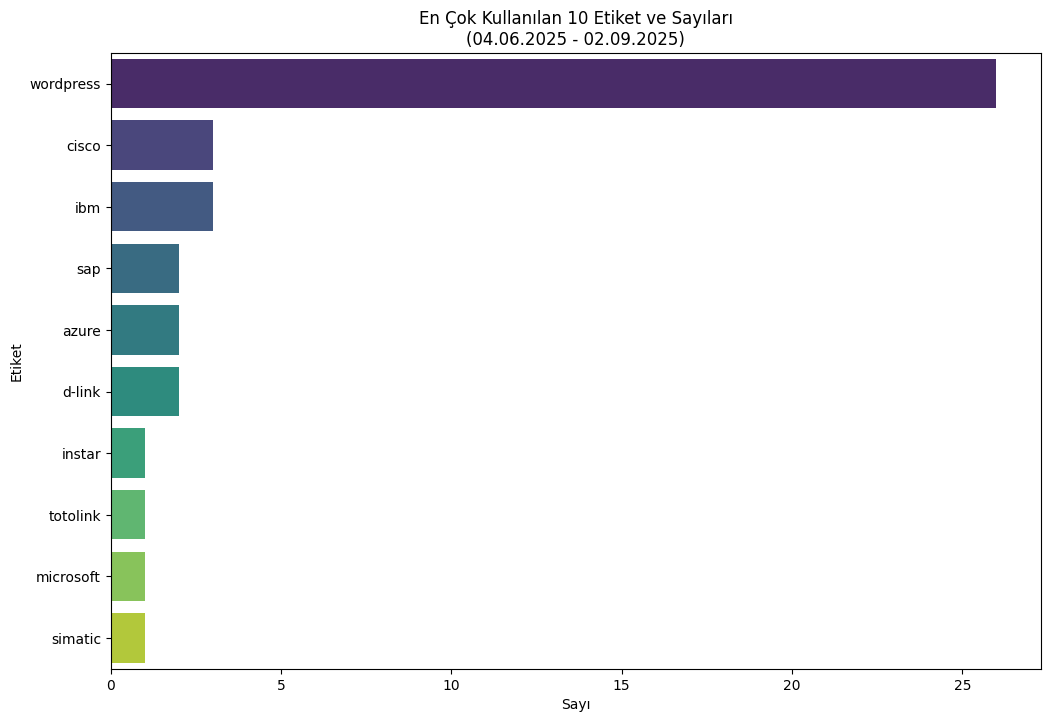 En Çok Kullanılan 10 Etiket ve Sayıları
(04.06.2025 - 02.09.2025)
Etiket
wordpress
cisco
ibm
sap
azure
d-link
instar
totolink
microsoft
simatic
0 5 10 15 20 25
Sayı